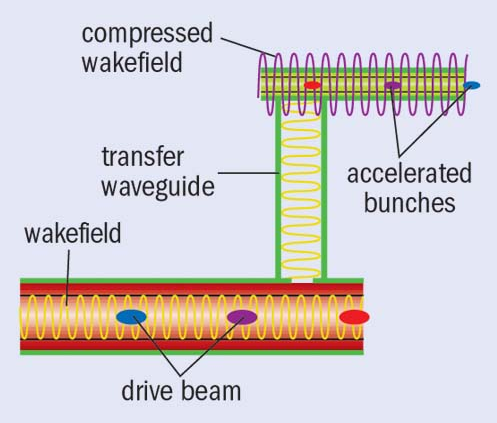 compressed
wakefield
transfer
waveguide
accelerated
bunches
wakefield
drive beam